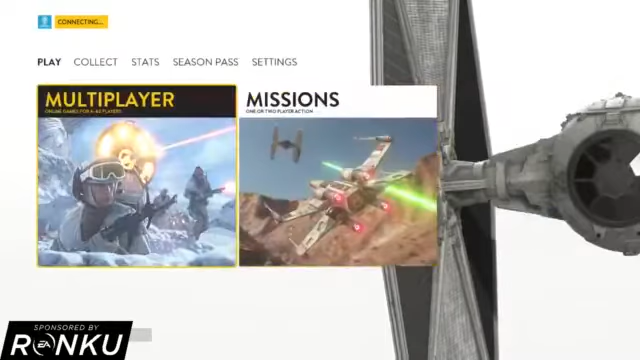 CONNECTING...
PLAY COLLECT STATS SEASON PASS SETTINGS
MULTIPLAYER
ONLINE GAMES FOR 4-40 PLAYERS
MISSIONS
ONE OR TWO PLAYER ACTION
SPONSORED BY
RONKU
EA